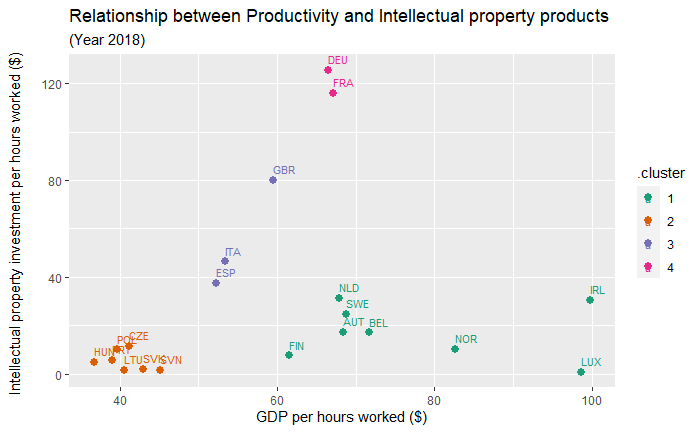 Relationship between Productivity and Intellectual property products
(Year 2018)
Intellectual property investment per hours worked ($)
120
80
40
0
DEU
FRA
GBR
ITA
ESP
NLD
SWE
AUT BEL
IRL
FIN
NOR
LUX
CZE
POL
HUN
LTU SVK SVN
40 60 80 100
GDP per hours worked ($)
.cluster
1
2
3
4